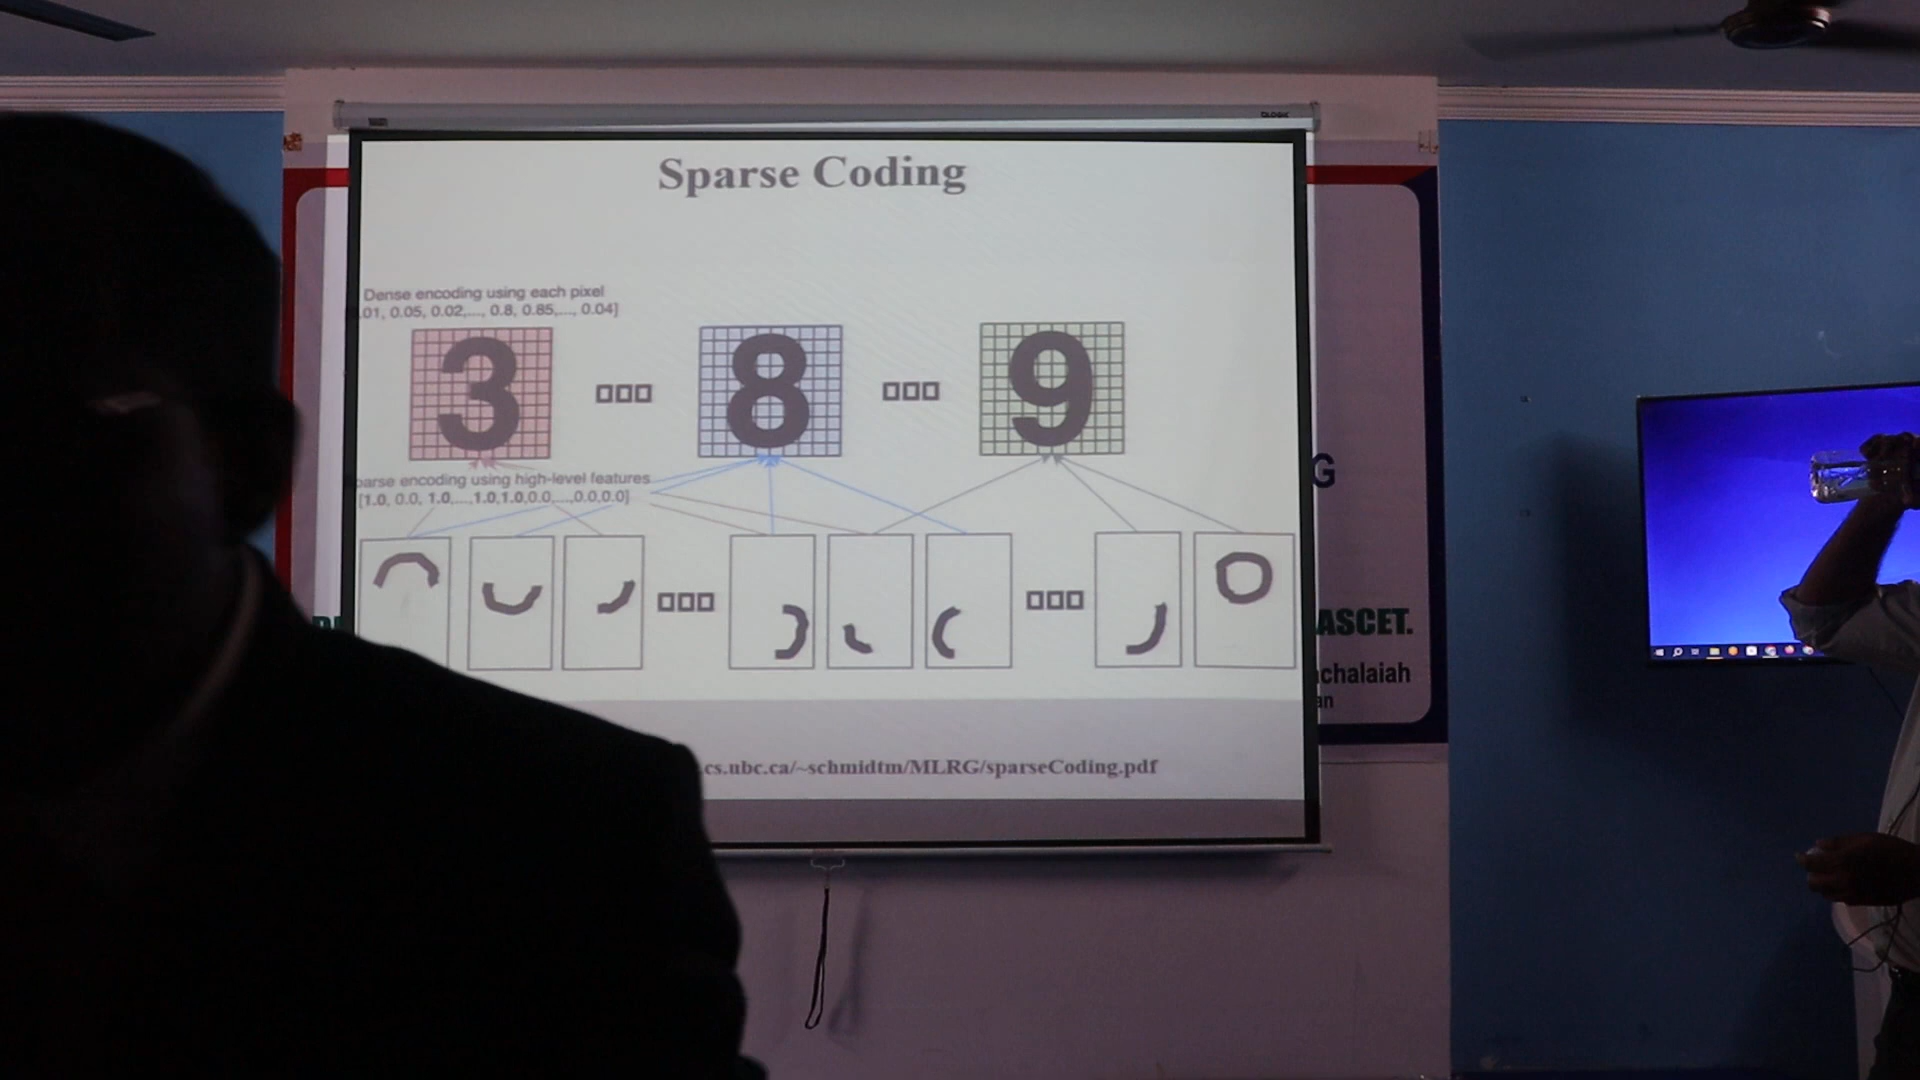 Sparse Coding
Dense encoding using each pixel
01, 0.05, 0.02,..., 0.8, 0.85,..., 0.04]
3
8
9
parse encoding using high-level features
[1.0, 0.0, 1.0,...,1.0,1.0,0.0,...,0.0,0.0]
.cs.ubc.ca/~schmidtm/MLRG/sparseCoding.pdf
G
ASCET.
chalaiah
an